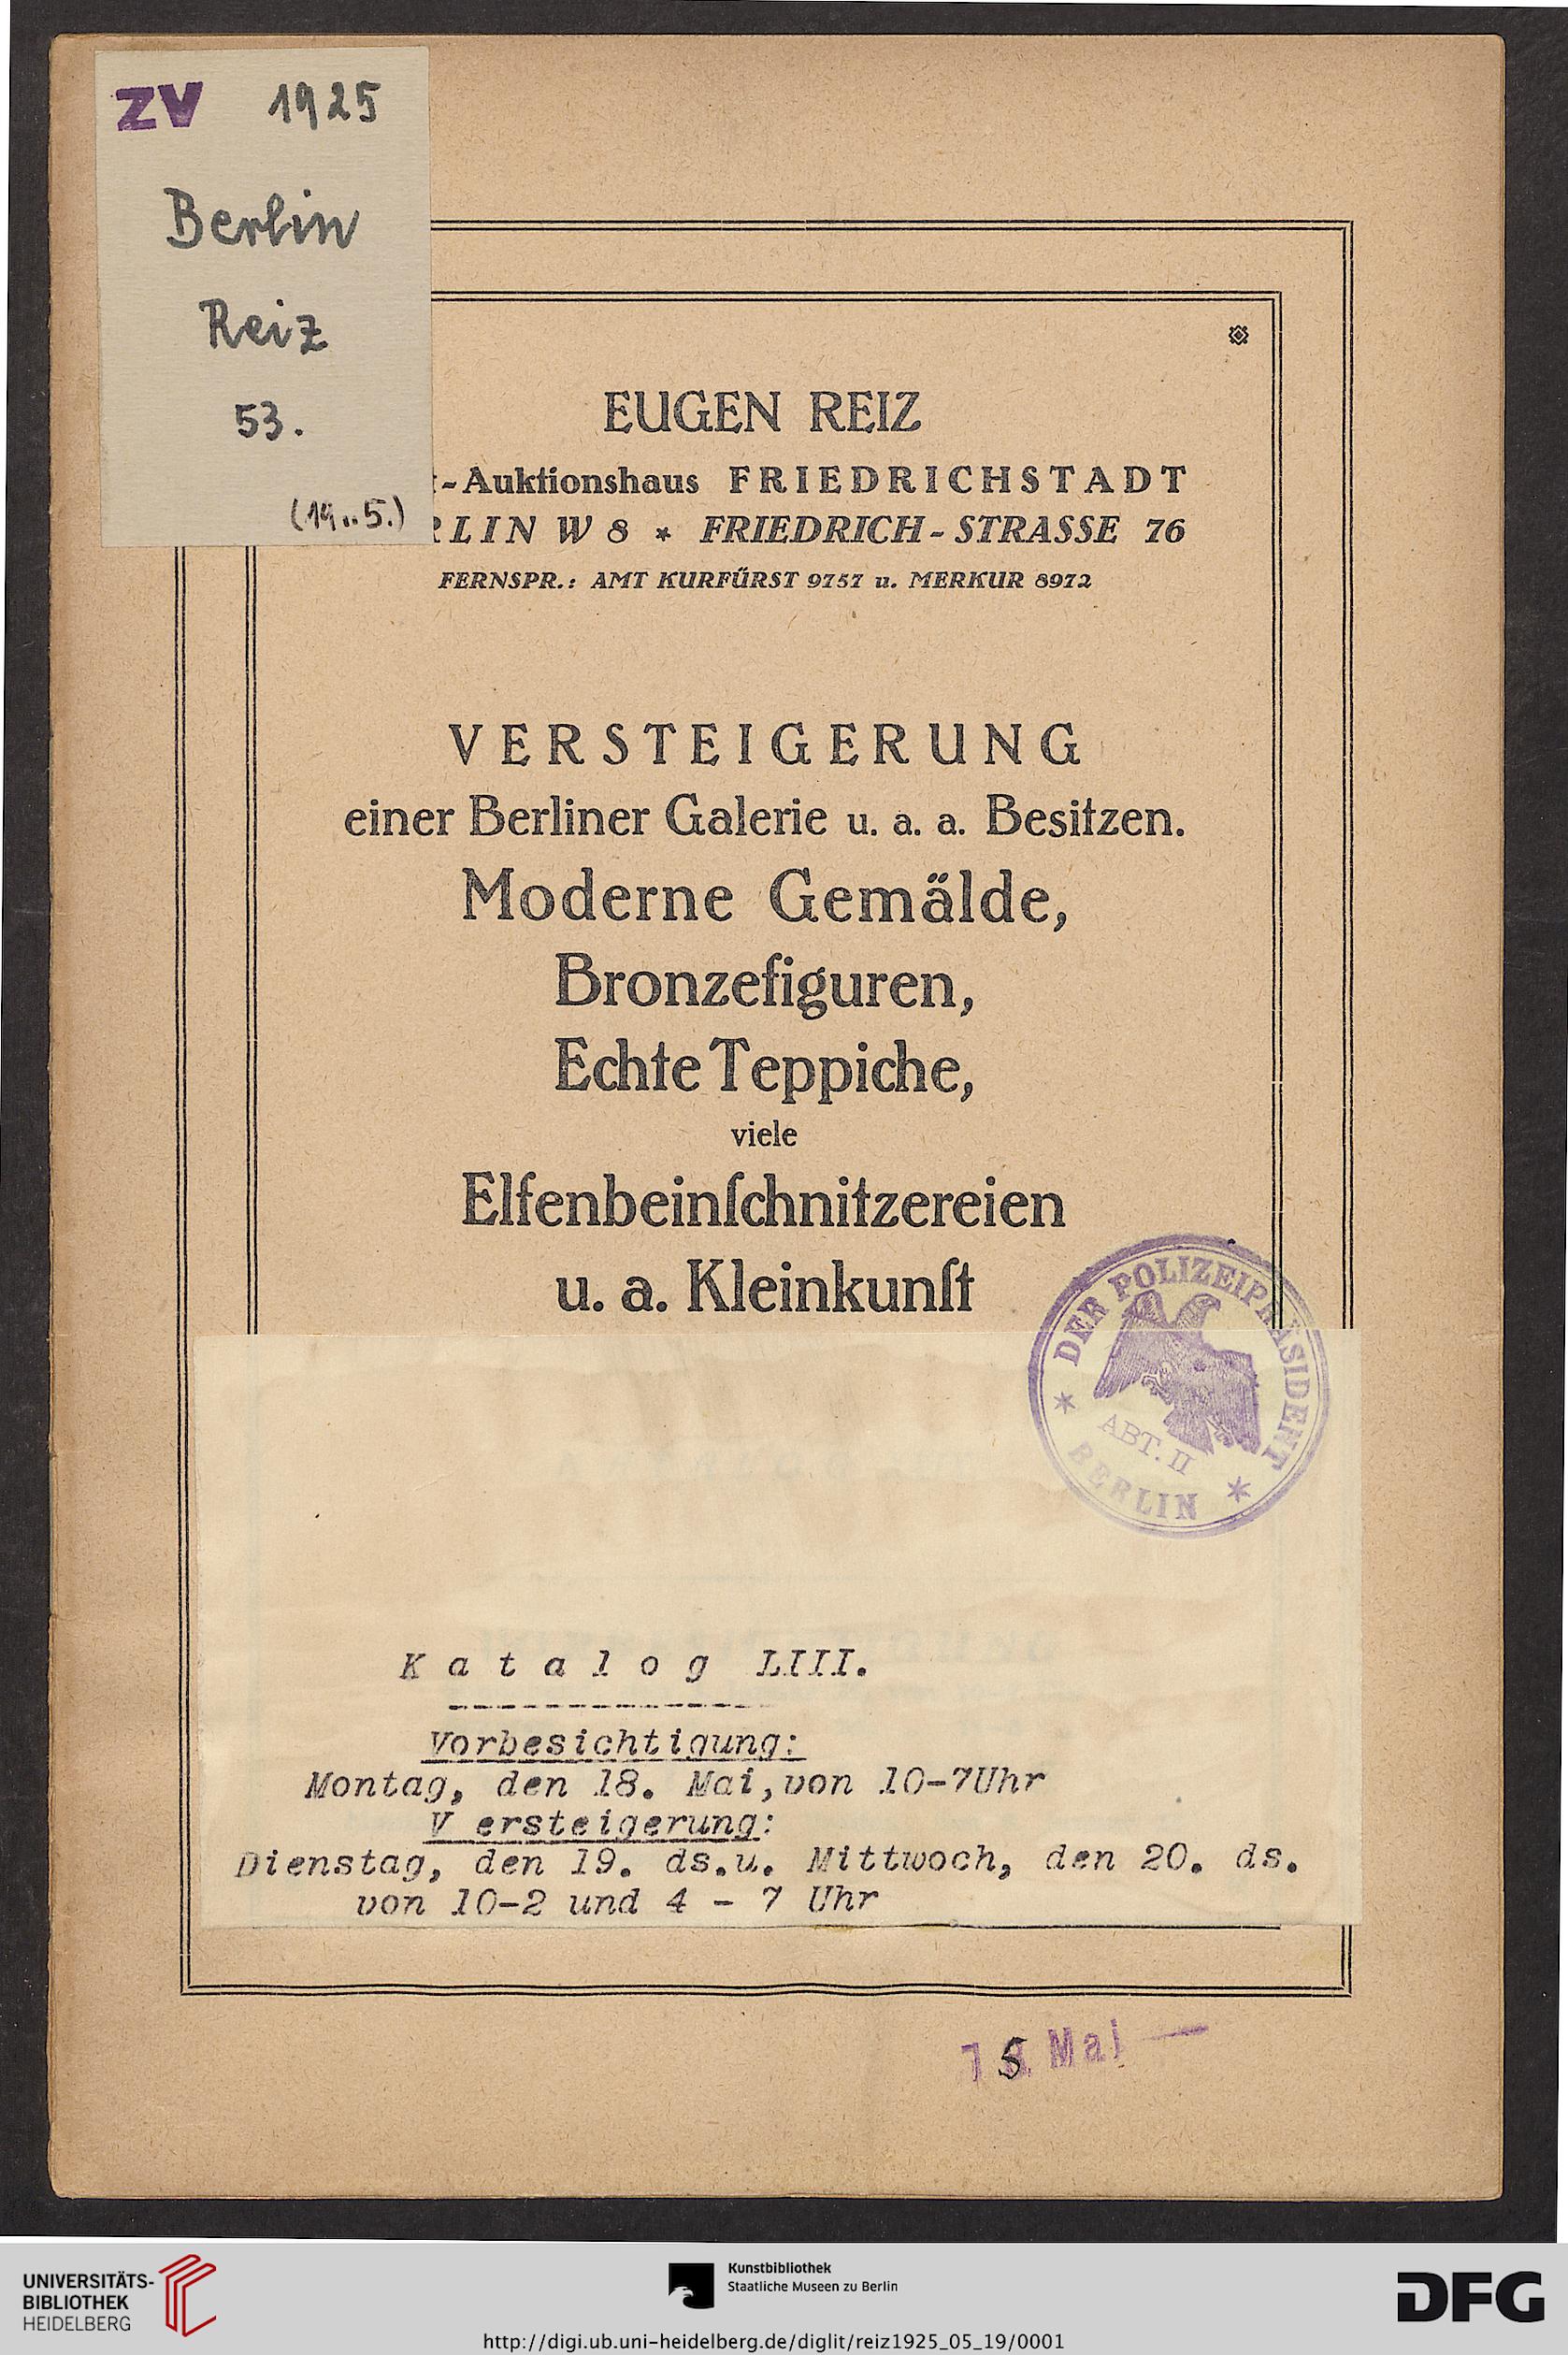 ZV 1925
Berlin
Reiz
53.
(19..5.)
EUGEN REIZ
-Auktionshaus FRIEDRICHSTADT
LIN W 8 * FRIEDRICH-STRASSE 76
FERNSPR.: AMT KURFÜRST 9757 u. MERKUR 8972
VERSTEIGERUNG
einer Berliner Galerie u. a. a. Besitzen.
Moderne Gemälde,
Bronzefiguren,
Echte Teppiche,
viele
Elfenbeinſchnitzereien
u. a. Kleinkunſt
DER POLIZEIPRÄSIDENT
ABT. II
* BERLIN *
Katalog LIII.
--------------
Vorbesichtigung:
Montag, den 18. Mai,von 10-7Uhr
V ersteigerung:
Dienstag, den 19. ds.u. Mittwoch, den 20. ds.
von 10-2 und 4 - 7 Uhr
15 Mai
UNIVERSITÄTS-
BIBLIOTHEK
HEIDELBERG
Kunstbibliothek
Staatliche Museen zu Berlin
DFG
http://digi.ub.uni-heidelberg.de/diglit/reiz1925_05_19/0001